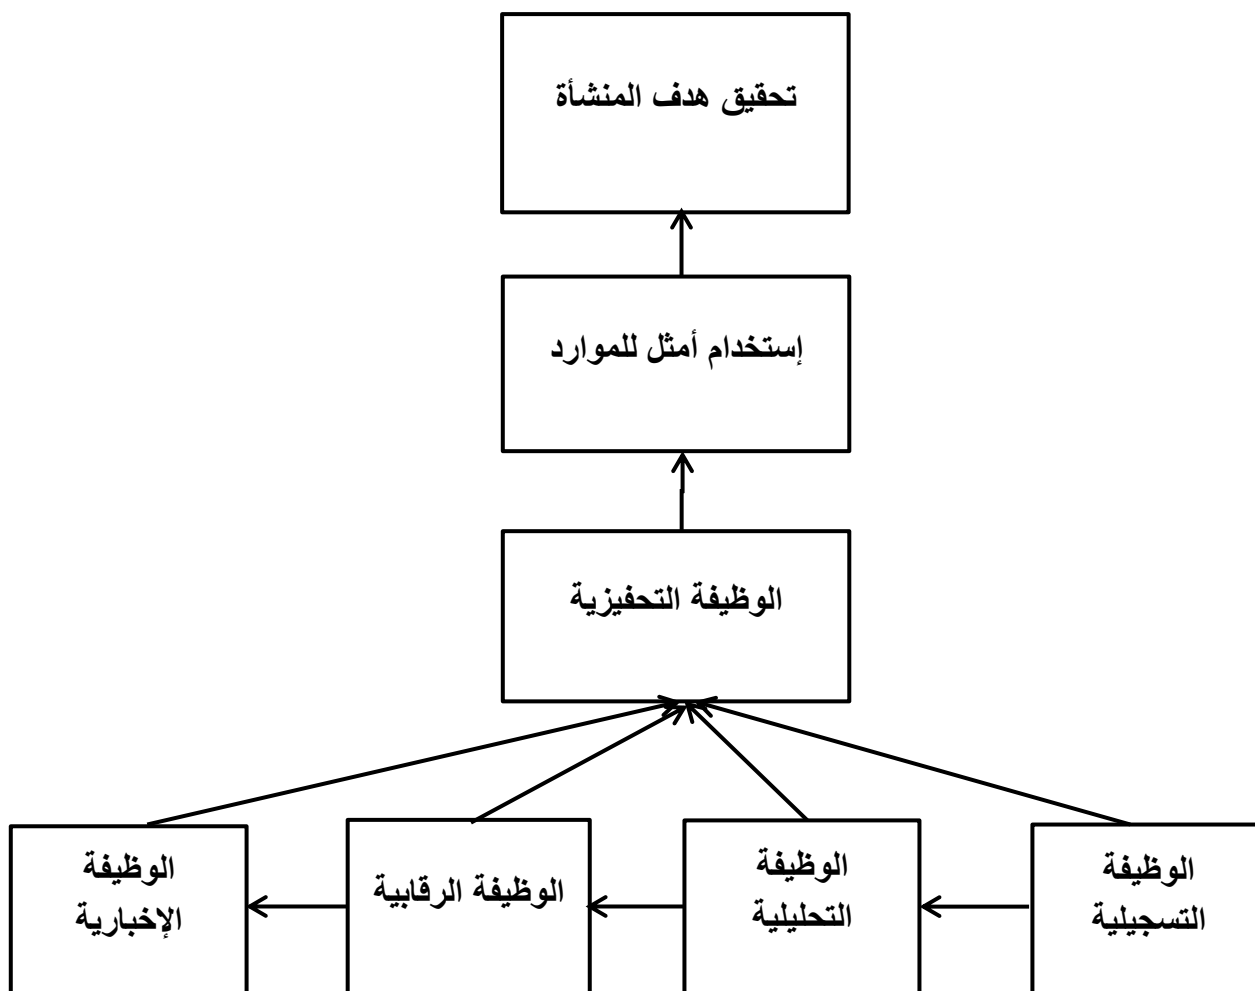 تحقيق هدف المنشأة
إستخدام أمثل للموارد
الوظيفة التحفيزية
الوظيفة
التسجيلية
الوظيفة
التحليلية
الوظيفة الرقابية
الوظيفة
الإخبارية